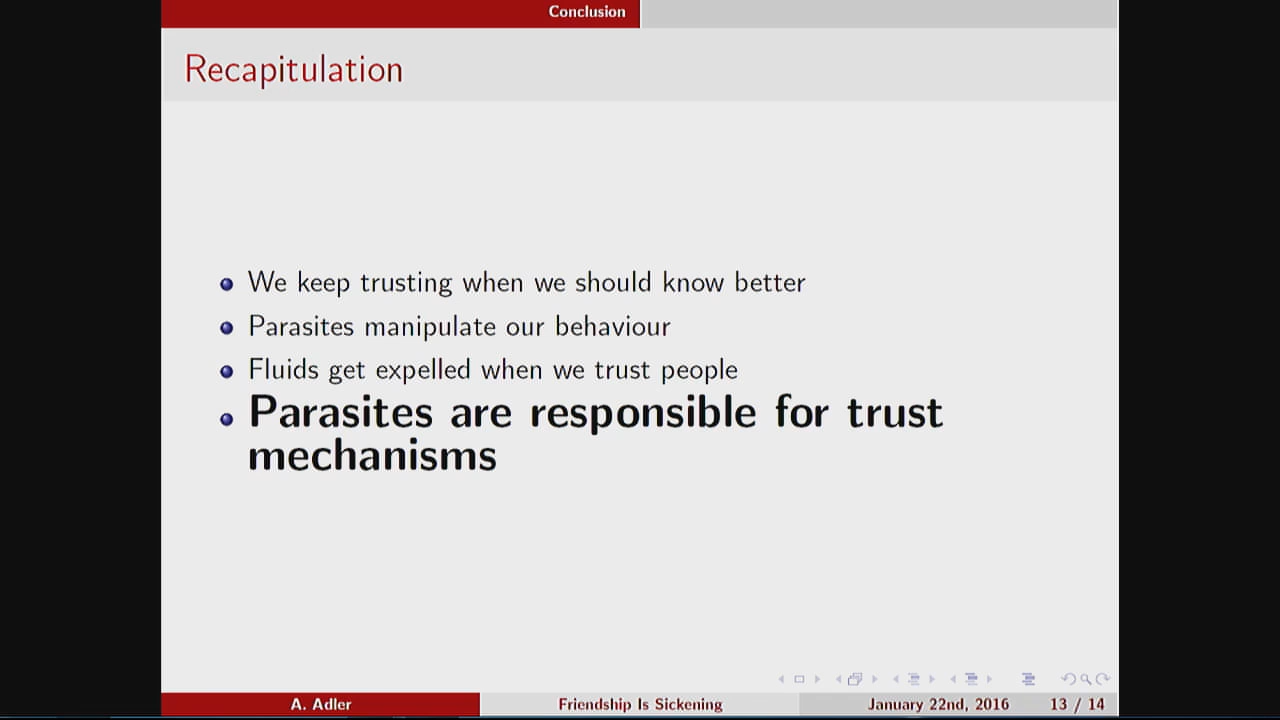 Conclusion
Recapitulation
We keep trusting when we should know better
Parasites manipulate our behaviour
Fluids get expelled when we trust people
Parasites are responsible for trust
mechanisms
A. Adler
Friendship Is Sickening
January 22nd, 2016
13 / 14